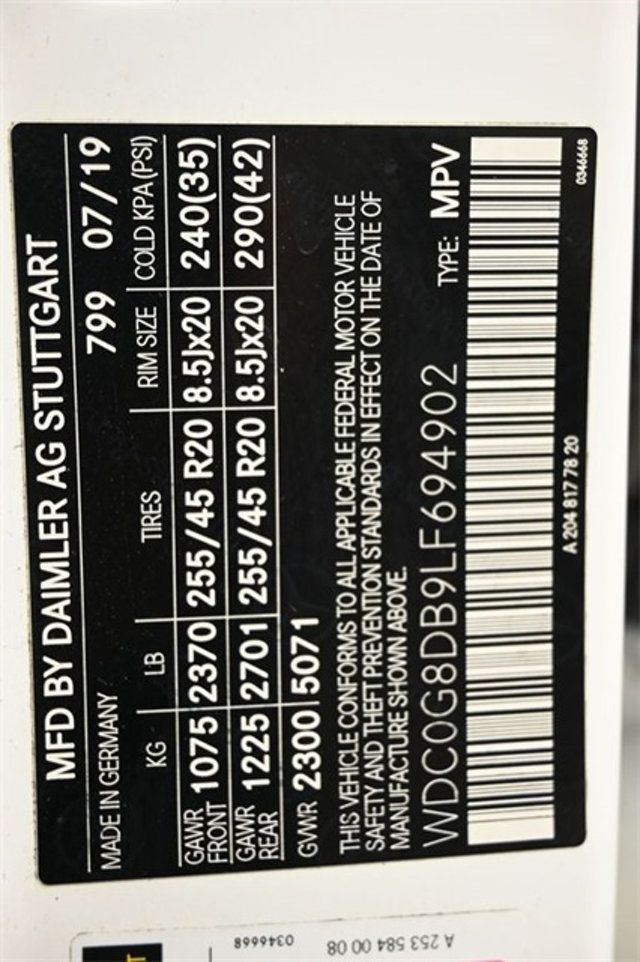 MFD BY DAIMLER AG STUTTGART
MADE IN GERMANY 799 07/19
KG LB TIRES RIM SIZE COLD KPA(PSI)
GAWR FRONT 1075 2370 255/45 R20 8.5Jx20 240(35)
GAWR REAR 1225 2701 255/45 R20 8.5Jx20 290(42)
GVWR 2300 5071
THIS VEHICLE CONFORMS TO ALL APPLICABLE FEDERAL MOTOR VEHICLE
SAFETY AND THEFT PREVENTION STANDARDS IN EFFECT ON THE DATE OF
MANUFACTURE SHOWN ABOVE.
WDC0G8DB9LF694902 TYPE: MPV
A 204 817 78 20
0346668
0346668
A 253 584 00 08